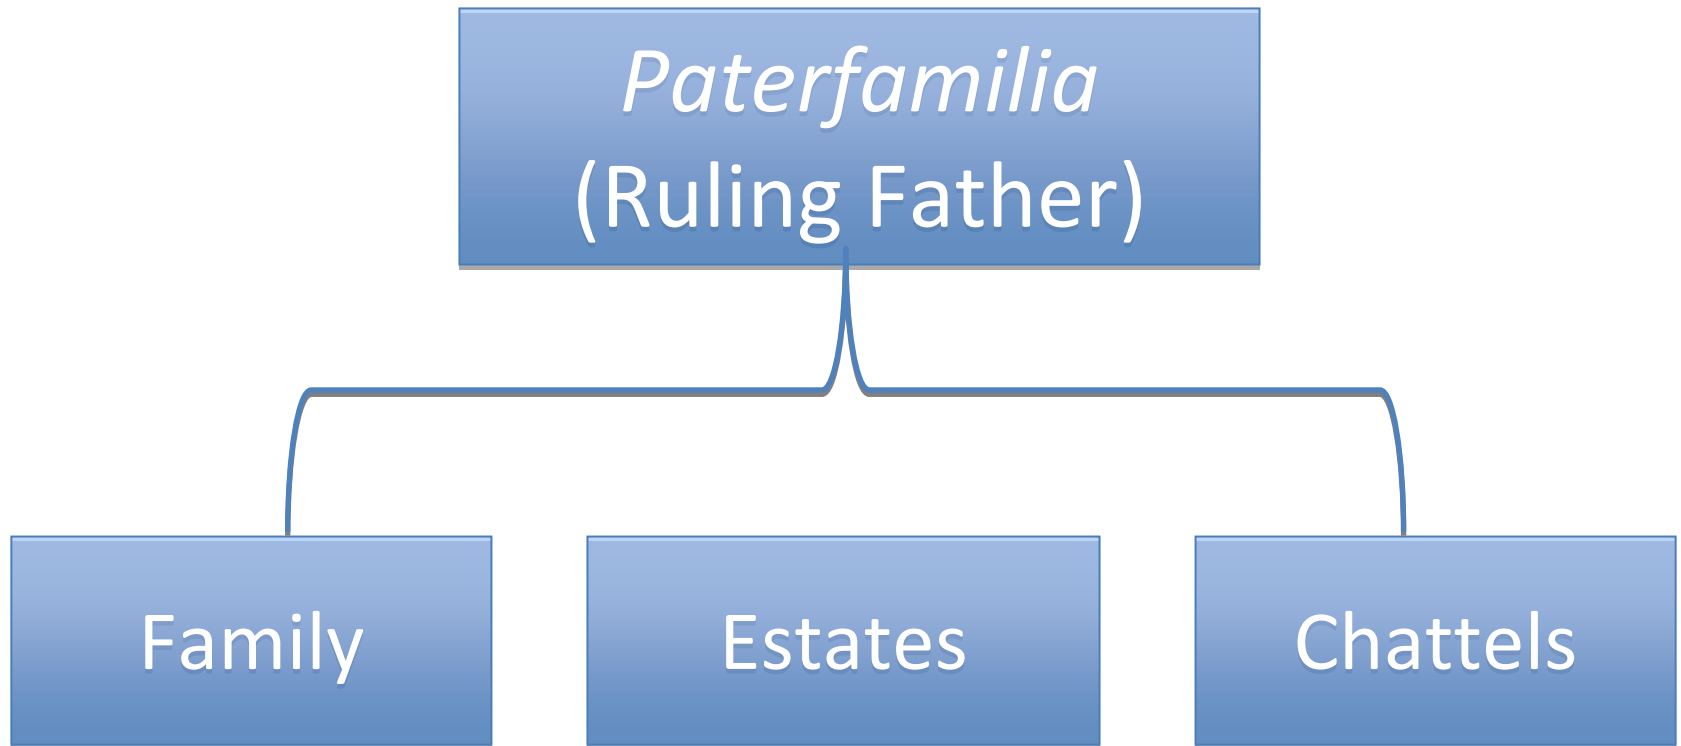 Paterfamilia
(Ruling Father)
Family
Estates
Chattels